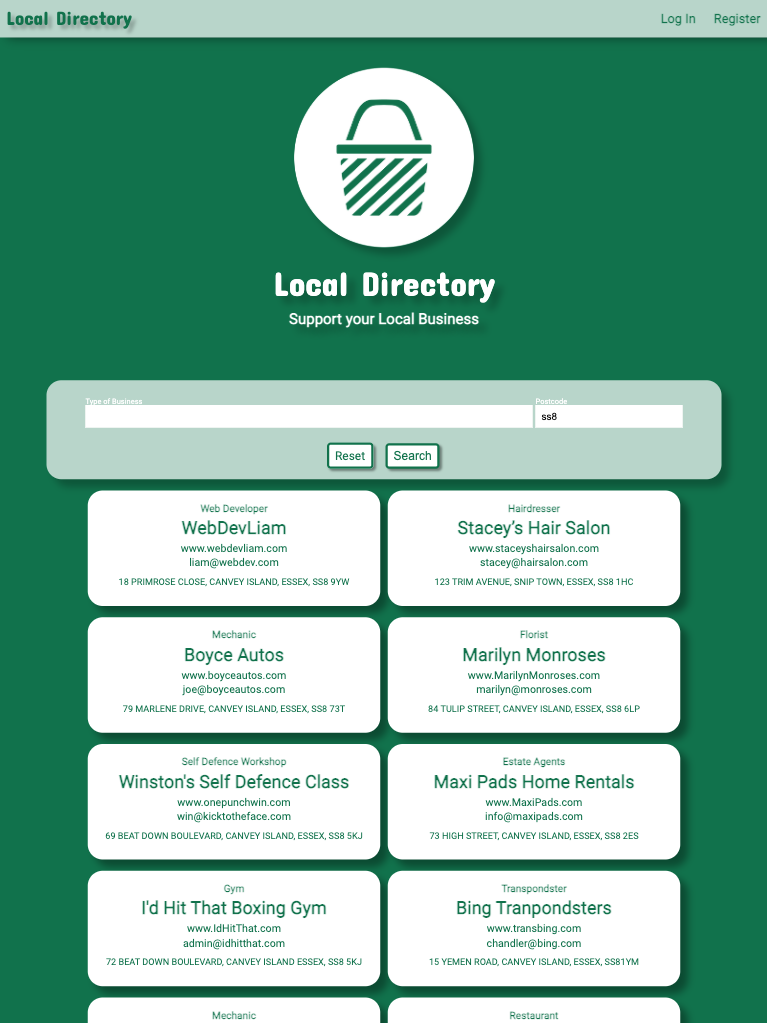 Local Directory
Log In
Register
Local Directory
Support your Local Business
Type of Business
Postcode
ss8
Reset
Search
Web Developer
WebDevLiam
www.webdevliam.com
liam@webdev.com
18 PRIMROSE CLOSE, CANVEY ISLAND, ESSEX, SS8 9YW
Hairdresser
Stacey’s Hair Salon
www.staceyshairsalon.com
stacey@hairsalon.com
123 TRIM AVENUE, SNIP TOWN, ESSEX, SS8 1HC
Mechanic
Boyce Autos
www.boyceautos.com
joe@boyceautos.com
79 MARLENE DRIVE, CANVEY ISLAND, ESSEX, SS8 73T
Florist
Marilyn Monroses
www.MarilynMonroses.com
marilyn@monroses.com
84 TULIP STREET, CANVEY ISLAND, ESSEX, SS8 6LP
Self Defence Workshop
Winston's Self Defence Class
www.onepunchwin.com
win@kicktotheface.com
69 BEAT DOWN BOULEVARD, CANVEY ISLAND, ESSEX, SS8 5KJ
Estate Agents
Maxi Pads Home Rentals
www.MaxiPads.com
info@maxipads.com
73 HIGH STREET, CANVEY ISLAND, ESSEX, SS8 2ES
Gym
I'd Hit That Boxing Gym
www.IdHitThat.com
admin@idhitthat.com
72 BEAT DOWN BOULEVARD, CANVEY ISLAND ESSEX, SS8 5KJ
Transpondster
Bing Tranpondsters
www.transbing.com
chandler@bing.com
15 YEMEN ROAD, CANVEY ISLAND, ESSEX, SS81YM
Mechanic
Restaurant